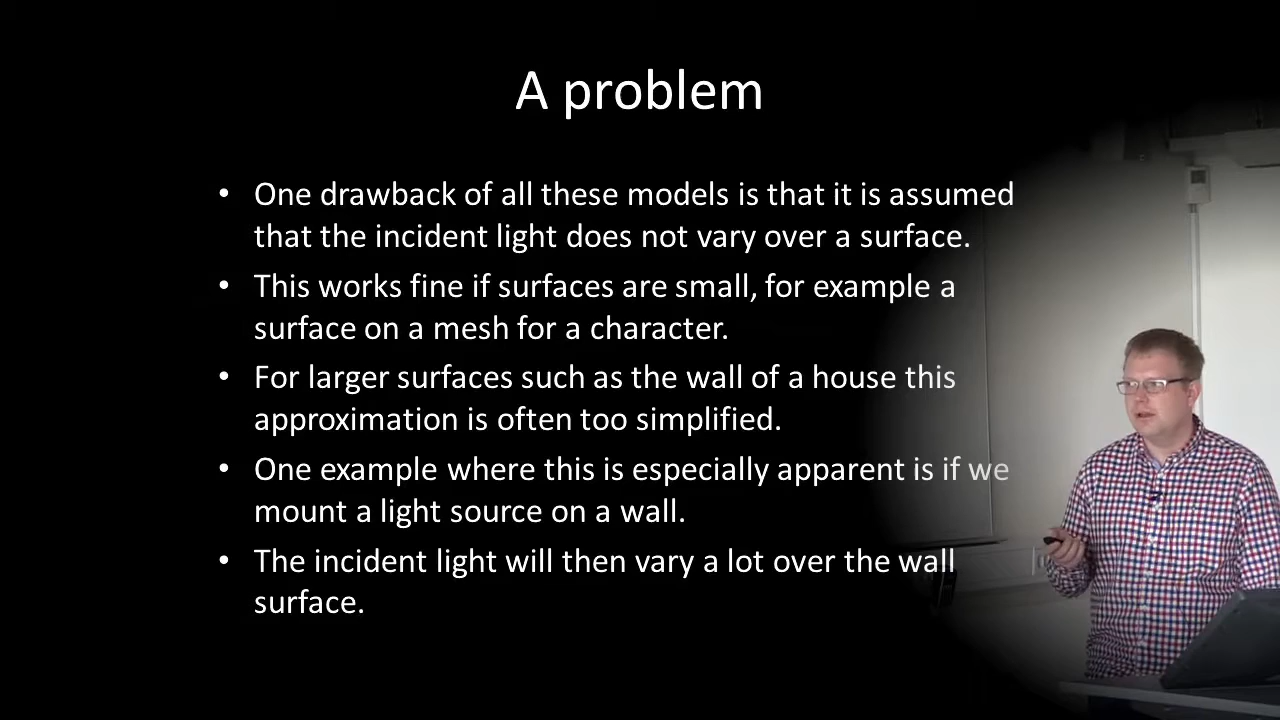 A problem
• One drawback of all these models is that it is assumed
that the incident light does not vary over a surface.
• This works fine if surfaces are small, for example a
surface on a mesh for a character.
• For larger surfaces such as the wall of a house this
approximation is often too simplified.
• One example where this is especially apparent is if we
mount a light source on a wall.
• The incident light will then vary a lot over the wall
surface.